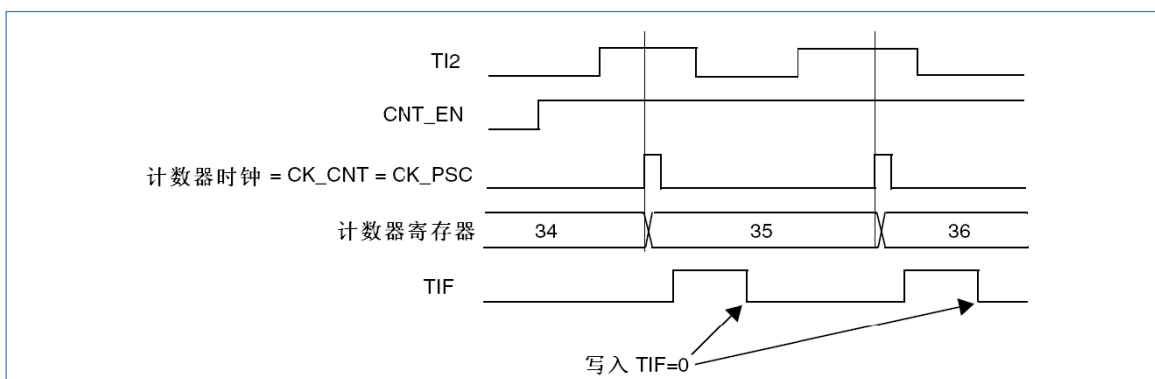 TI2
CNT_EN
计数器时钟 = CK_CNT = CK_PSC
计数器寄存器 34 35 36
TIF
写入 TIF=0